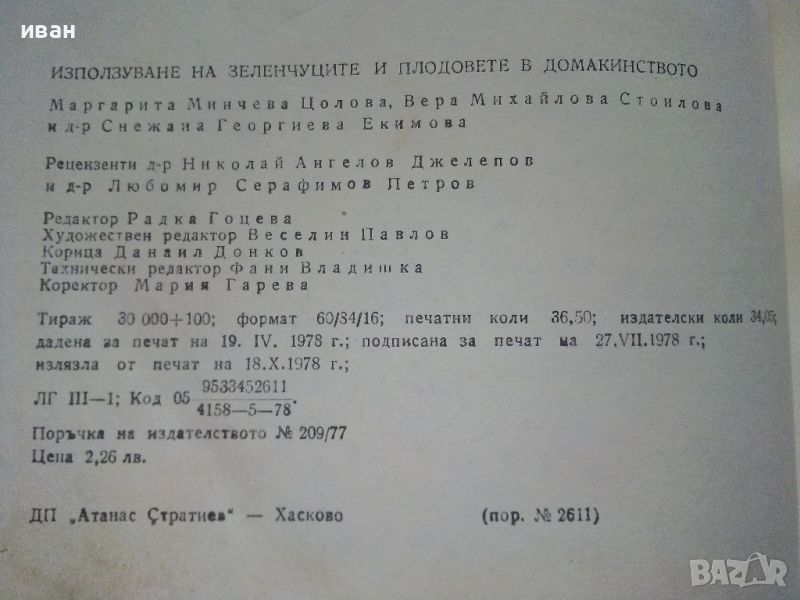 иван
ИЗПОЛЗУВАНЕ НА ЗЕЛЕНЧУЦИТЕ И ПЛОДОВЕТЕ В ДОМАКИНСТВОТО
Маргарита Минчева Цолова, Вера Михайлова Стоилова
и д-р Снежана Георгиева Екимова
Рецензенти д-р Николай Ангелов Джелепов
и д-р Любомир Серафимов Петров
Редактор Радка Гоцева
Художествен редактор Веселин Павлов
Корица Данаил Донков
Технически редактор Фани Владишка
Коректор Мария Гарева
Тираж 30 000+100; формат 60/84/16; печатни коли 36,50; издателски коли 34,05;
дадена за печат на 19. IV. 1978 г.; подписана за печат на 27.VII.1978 г.;
излязла от печат на 18.X.1978 г.;
ЛГ III—1; Код 05 9533452611
4158—5—78.
Поръчка на издателството № 209/77
Цена 2,26 лв.
ДП „Атанас Стратиев“ — Хасково (пор. № 2611)
BAZAR